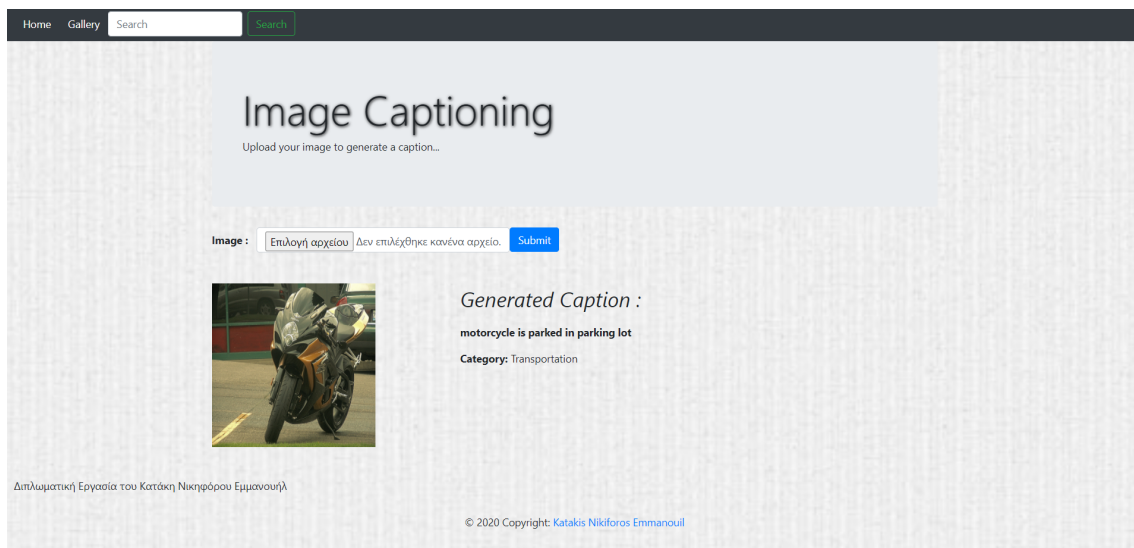 Home Gallery Search Search
Image Captioning
Upload your image to generate a caption...
Image : Επιλογή αρχείου Δεν επιλέχθηκε κανένα αρχείο. Submit
Generated Caption :
motorcycle is parked in parking lot
Category: Transportation
Διπλωματική Εργασία του Κατάκη Νικηφόρου Εμμανουήλ
© 2020 Copyright: Katakis Nikiforos Emmanouil